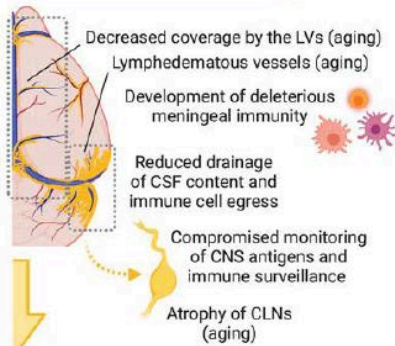 Decreased coverage by the LVs (aging)
Lymphedematous vessels (aging)
Development of deleterious
meningeal immunity
Reduced drainage
of CSF content and
immune cell egress
Compromised monitoring
of CNS antigens and
immune surveillance
Atrophy of CLNs
(aging)